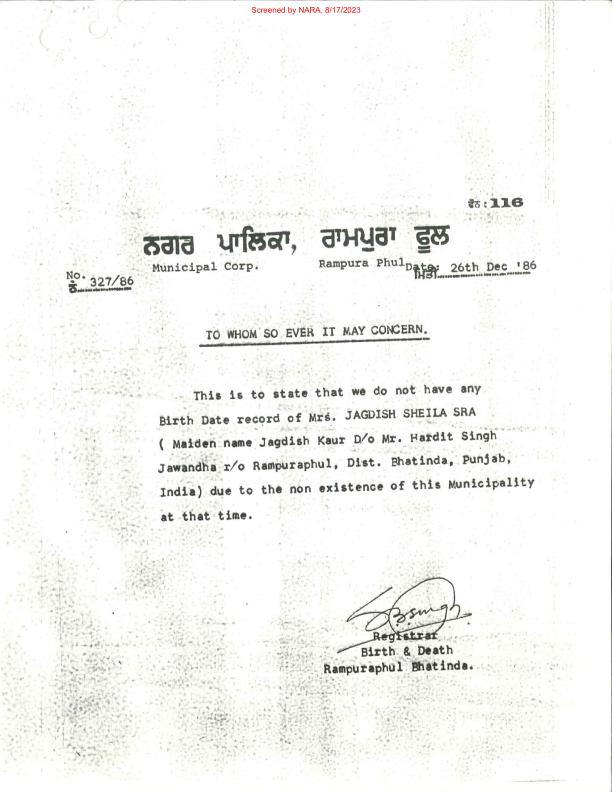 Screened by NARA, 8/17/2023
ਫੋਨ : 116
ਨਗਰ ਪਾਲਿਕਾ, ਰਾਮਪੁਰਾ ਫੂਲ
Municipal Corp. Rampura Phul
No. 327/86
ਨੰ:
Date: 26th Dec '86
ਮਿਤੀ
TO WHOM SO EVER IT MAY CONCERN.
This is to state that we do not have any
Birth Date record of Mrs. JAGDISH SHEILA SRA
( Maiden name Jagdish Kaur D/o Mr. Hardit Singh
Jawandha r/o Rampuraphul, Dist. Bhatinda, Punjab,
India) due to the non existence of this Municipality
at that time.
Registrar
Birth & Death
Rampuraphul Bhatinda.